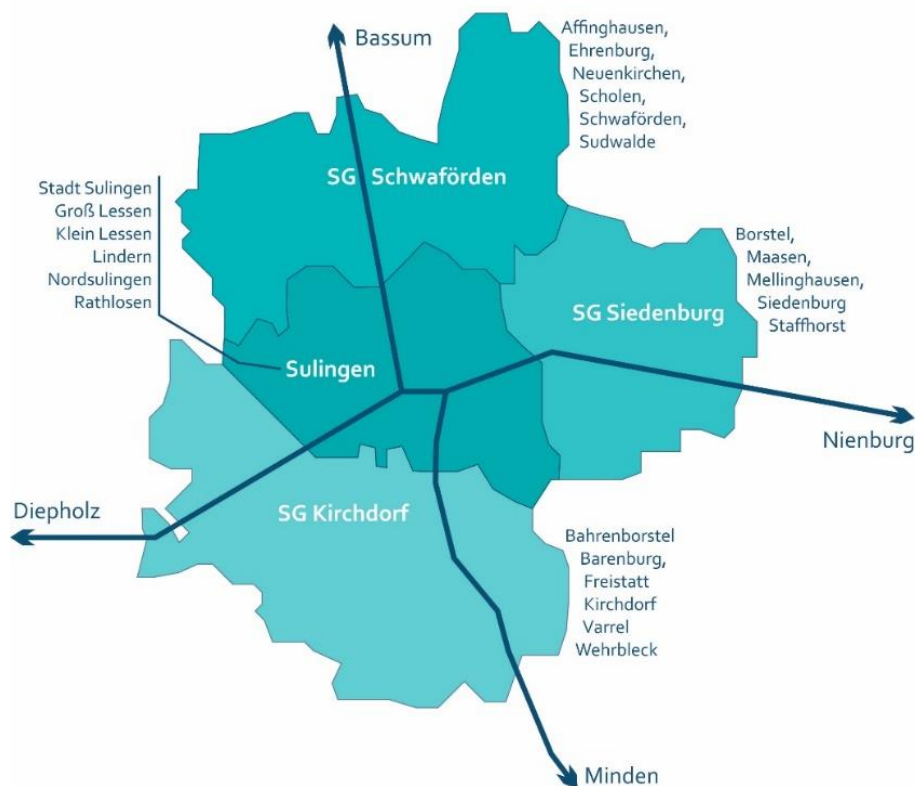 Bassum
Affinghausen,
Ehrenburg,
Neuenkirchen,
Scholen,
Schwaförden,
Sudwalde
SG Schwaförden
Stadt Sulingen
Groß Lessen
Klein Lessen
Lindern
Nordsulingen
Rathlosen
Borstel,
Maasen,
Mellinghausen,
Siedenburg
Staffhorst
SG Siedenburg
Sulingen
Nienburg
Diepholz
SG Kirchdorf
Bahrenborstel
Barenburg,
Freistatt
Kirchdorf
Varrel
Wehrbleck
Minden